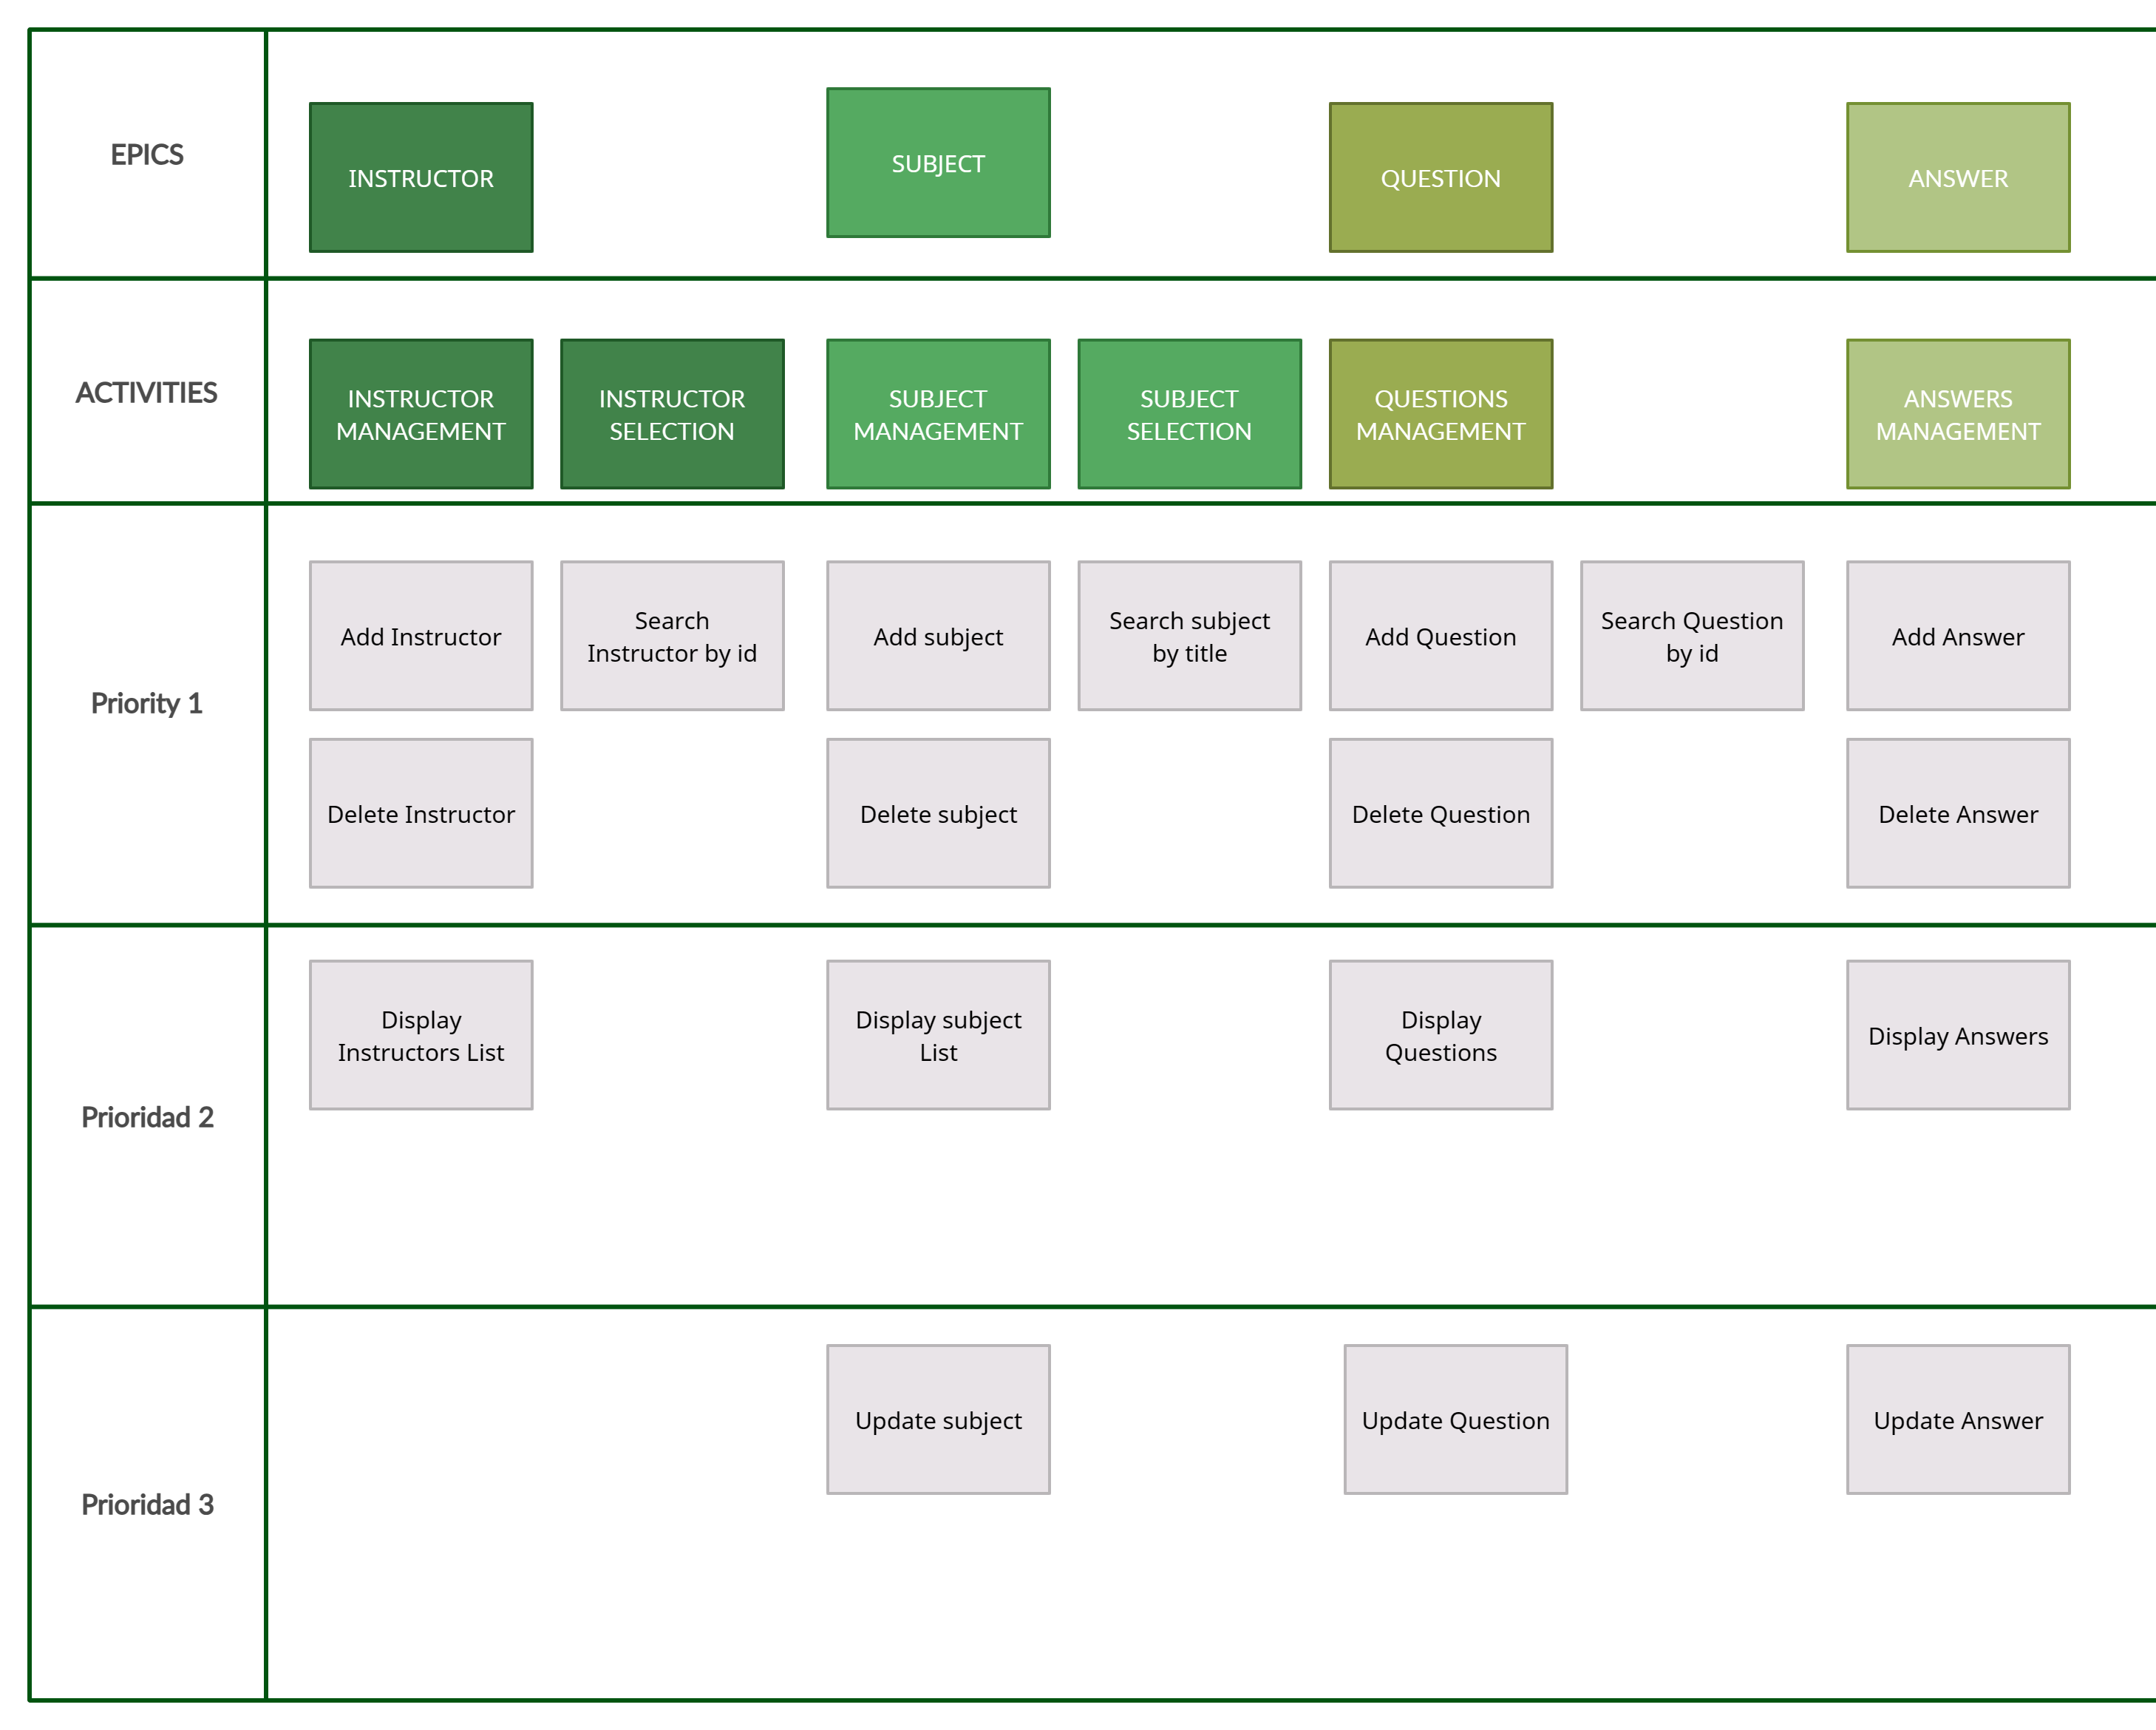 EPICS
INSTRUCTOR
SUBJECT
QUESTION
ANSWER
ACTIVITIES
INSTRUCTOR
MANAGEMENT
INSTRUCTOR
SELECTION
SUBJECT
MANAGEMENT
SUBJECT
SELECTION
QUESTIONS
MANAGEMENT
ANSWERS
MANAGEMENT
Priority 1
Add Instructor
Search
Instructor by id
Add subject
Search subject
by title
Add Question
Search Question
by id
Add Answer
Delete Instructor
Delete subject
Delete Question
Delete Answer
Prioridad 2
Display
Instructors List
Display subject
List
Display
Questions
Display Answers
Prioridad 3
Update subject
Update Question
Update Answer